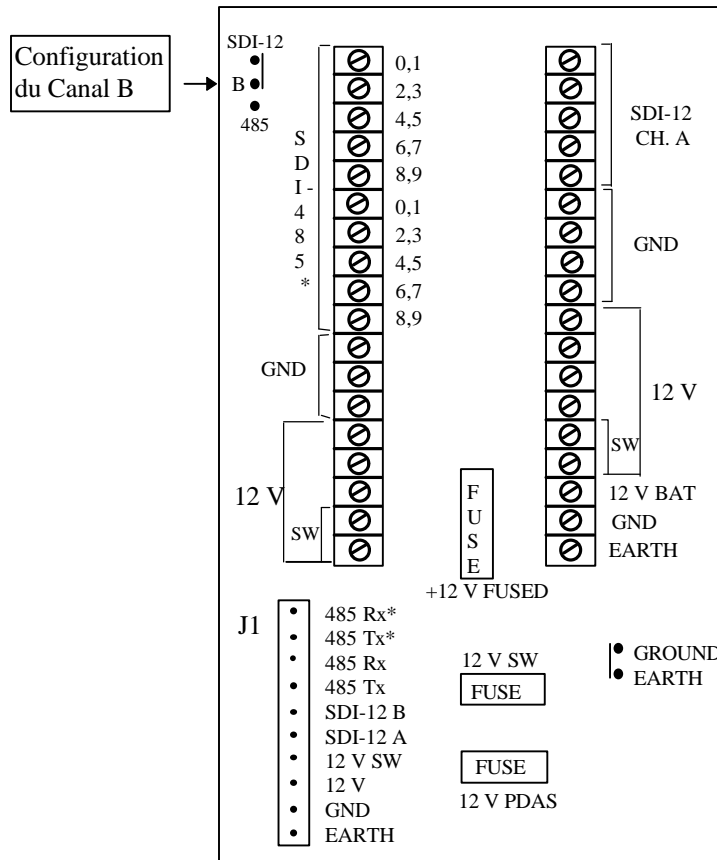 Configuration
du Canal B
SDI-12
B
485
SDI-485*
0,1
2,3
4,5
6,7
8,9
0,1
2,3
4,5
6,7
8,9
GND
12 V
SW
SDI-12
CH. A
GND
12 V
SW
12 V BAT
GND
EARTH
FUSE
+12 V FUSED
J1
485 Rx*
485 Tx*
485 Rx
485 Tx
SDI-12 B
SDI-12 A
12 V SW
12 V
GND
EARTH
12 V SW
FUSE
FUSE
12 V PDAS
GROUND
EARTH